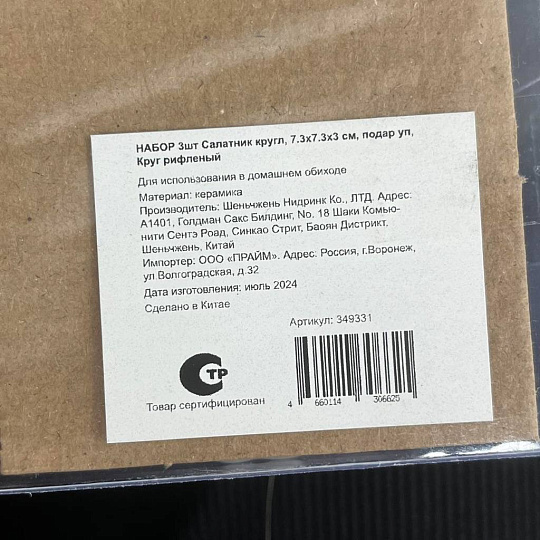 НАБОР 3шт Салатник кругл, 7.3х7.3х3 см, подар уп,
Круг рифленый
Для использования в домашнем обиходе
Материал: керамика
Производитель: Шеньчжень Нидринк Ко., ЛТД. Адрес:
А1401, Голдман Сакс Билдинг, No. 18 Шаки Комью-
нити Сентэ Роад, Синкао Стрит, Баоян Дистрикт,
Шеньчжень, Китай
Импортер: ООО «ПРАЙМ». Адрес: Россия, г.Воронеж,
ул Волгоградская, д.32
Дата изготовления: июль 2024
Сделано в Китае
Артикул: 349331
СТР
Товар сертифицирован
4 660114 306625